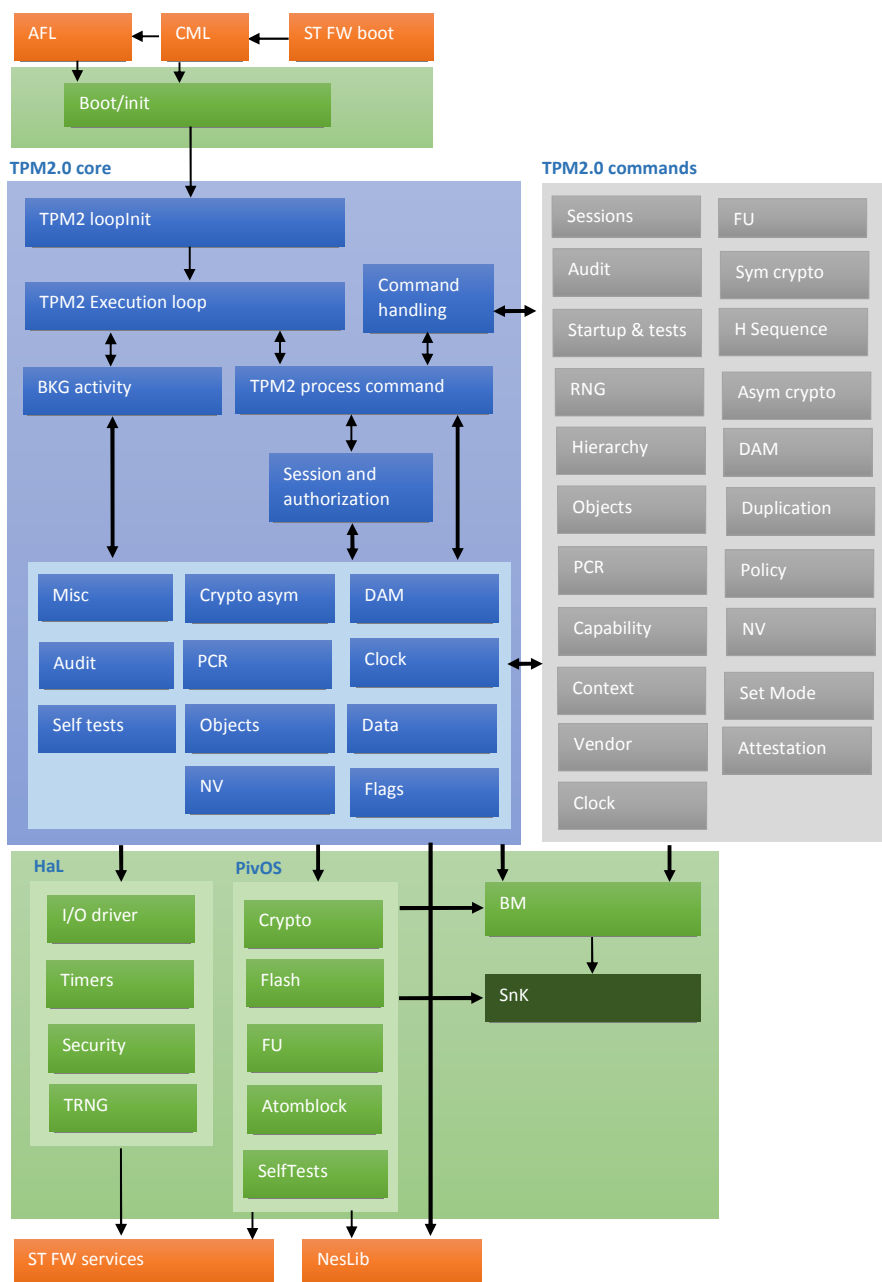 AFL
CML
ST FW boot
Boot/init
TPM2.0 core
TPM2 loopInit
TPM2 Execution loop
Command
handling
BKG activity
TPM2 process command
Session and
authorization
Misc
Crypto asym
DAM
Audit
PCR
Clock
Self tests
Objects
Data
NV
Flags
TPM2.0 commands
Sessions
FU
Audit
Sym crypto
Startup & tests
H Sequence
RNG
Asym crypto
Hierarchy
DAM
Objects
Duplication
PCR
Policy
Capability
NV
Context
Set Mode
Vendor
Attestation
Clock
HaL
I/O driver
Timers
Security
TRNG
PivOS
Crypto
Flash
FU
Atomblock
SelfTests
BM
SnK
ST FW services
NesLib